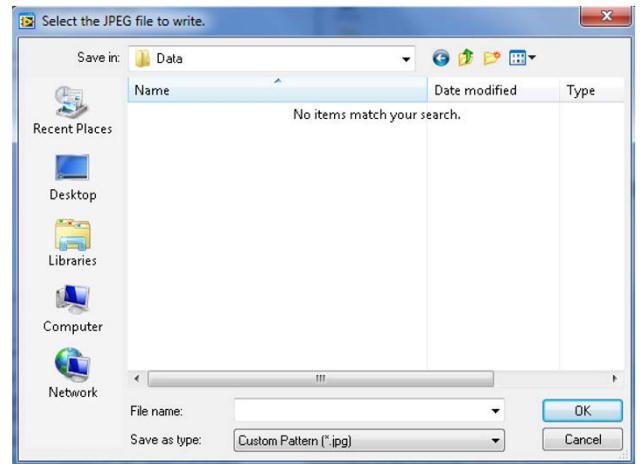 Select the JPEG file to write.
Save in: Data
Name Date modified Type
No items match your search.
Recent Places
Desktop
Libraries
Computer
Network
File name: OK
Save as type: Custom Pattern (*.jpg) Cancel